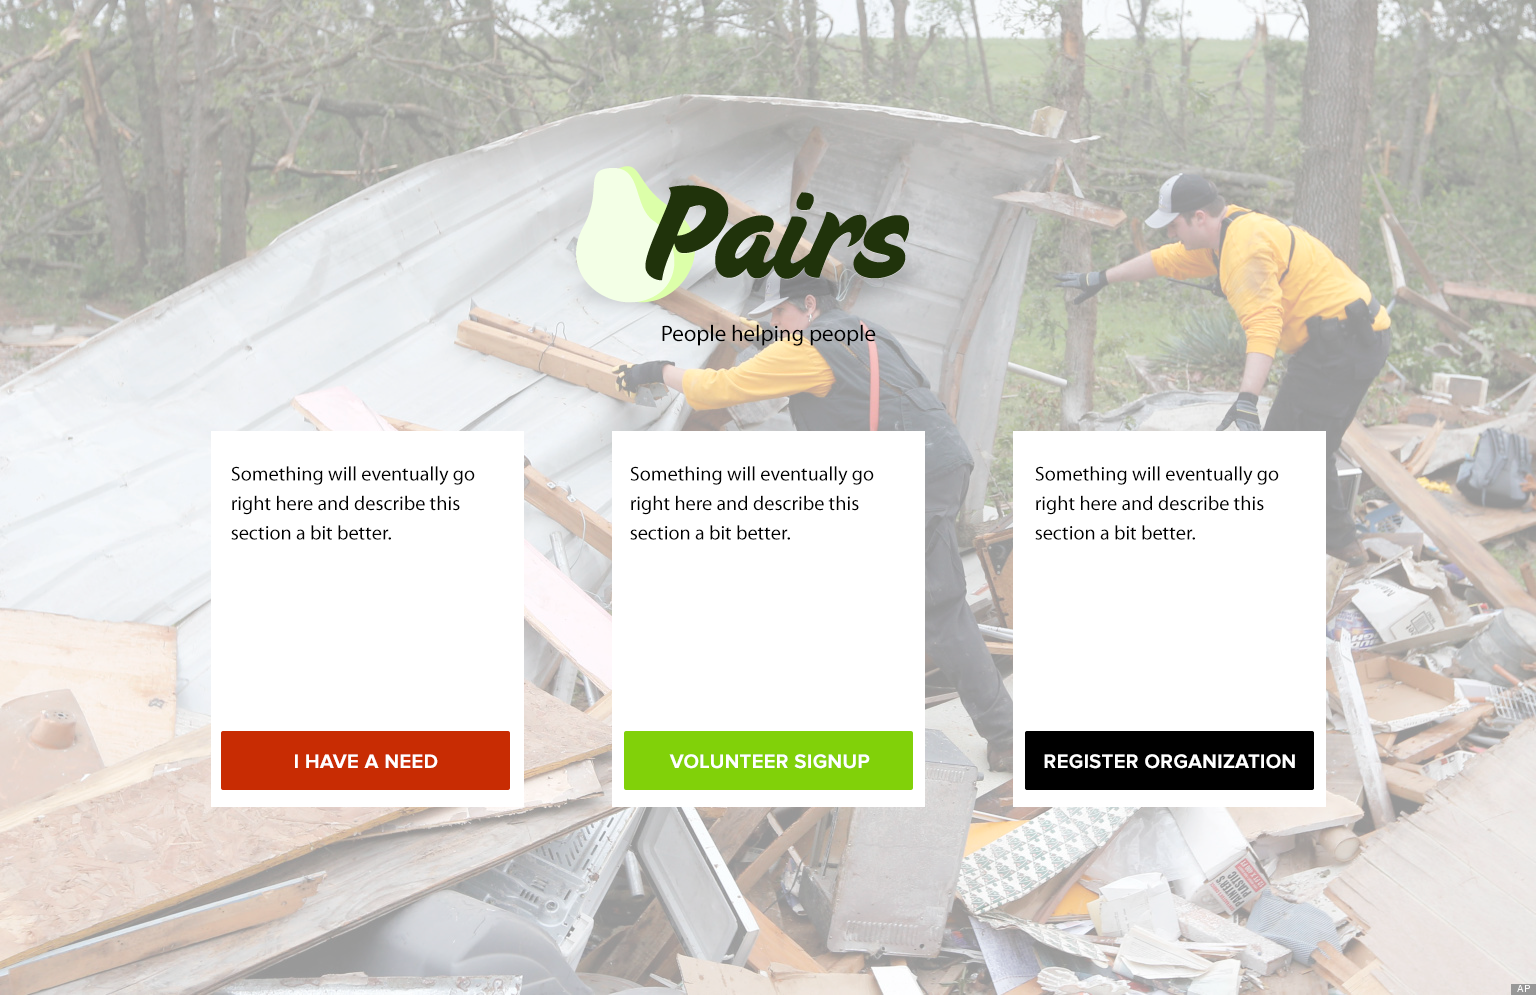 Pairs
People helping people
Something will eventually go
right here and describe this
section a bit better.
I HAVE A NEED
Something will eventually go
right here and describe this
section a bit better.
VOLUNTEER SIGNUP
Something will eventually go
right here and describe this
section a bit better.
REGISTER ORGANIZATION
PAINTER'S
PLASTIC
AP